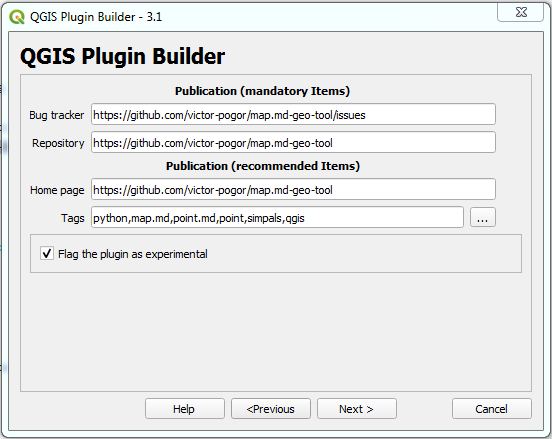 QGIS Plugin Builder - 3.1
QGIS Plugin Builder
Publication (mandatory Items)
Bug tracker https://github.com/victor-pogor/map.md-geo-tool/issues
Repository https://github.com/victor-pogor/map.md-geo-tool
Publication (recommended Items)
Home page https://github.com/victor-pogor/map.md-geo-tool
Tags python,map.md,point.md,point,simpals,qgis ...
Flag the plugin as experimental
Help <Previous Next > Cancel